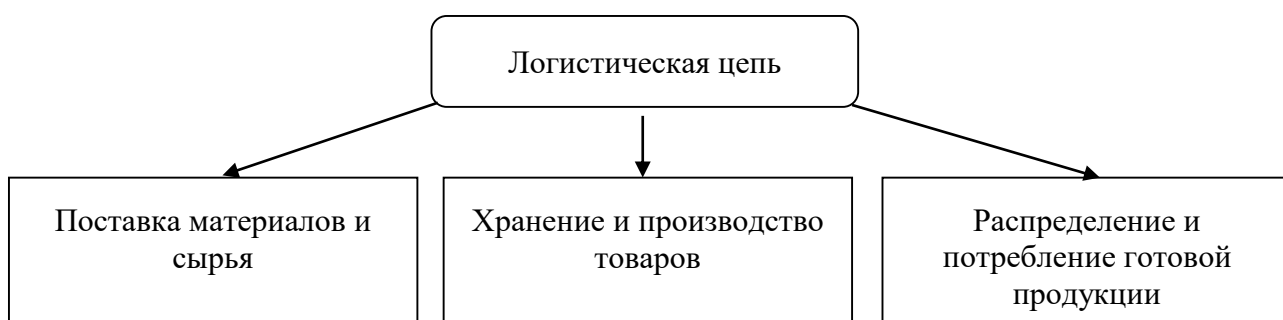 Логистическая цепь
Поставка материалов и
сырья
Хранение и производство
товаров
Распределение и
потребление готовой
продукции